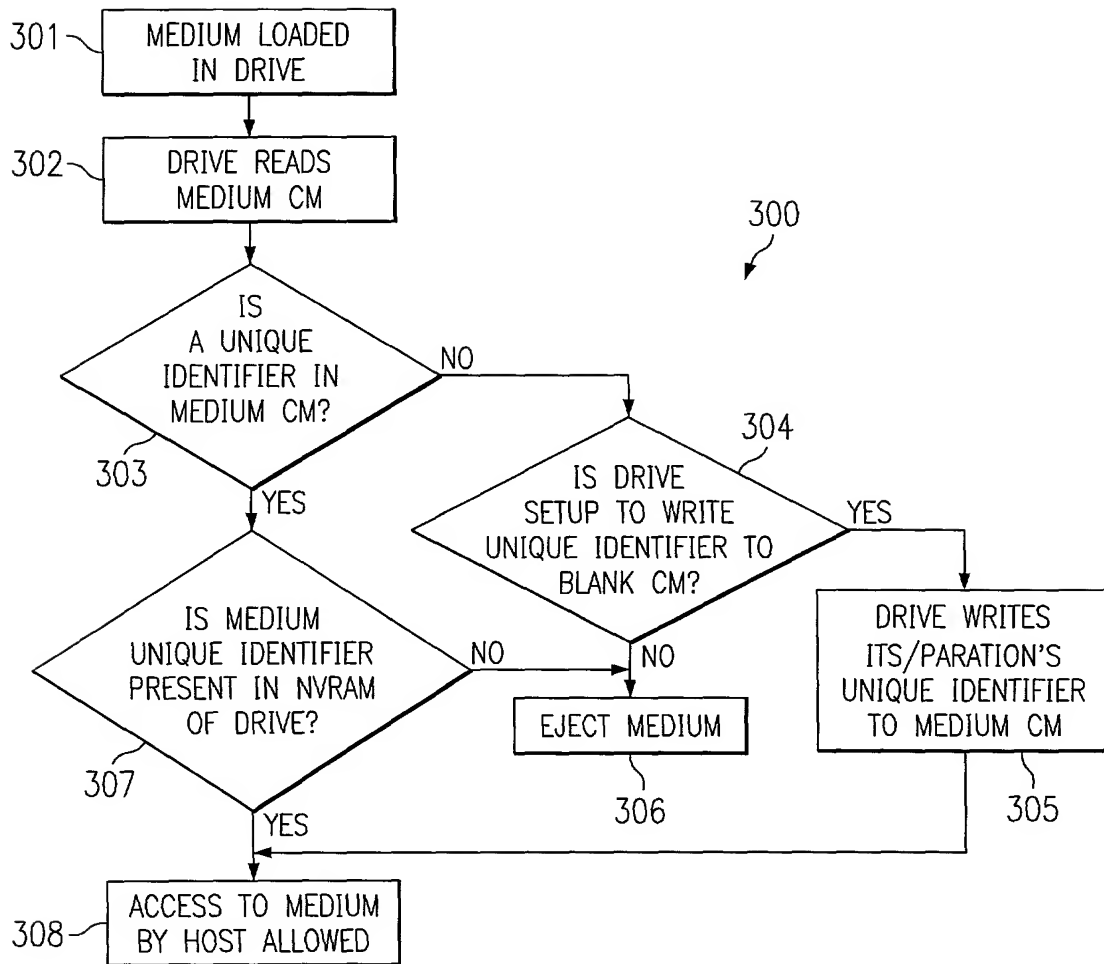 301
MEDIUM LOADED
IN DRIVE
302
DRIVE READS
MEDIUM CM
300
IS
A UNIQUE
IDENTIFIER IN
MEDIUM CM?
NO
303
YES
304
IS DRIVE
SETUP TO WRITE
UNIQUE IDENTIFIER TO
BLANK CM?
YES
NO
IS MEDIUM
UNIQUE IDENTIFIER
PRESENT IN NVRAM
OF DRIVE?
NO
307
YES
EJECT MEDIUM
306
DRIVE WRITES
ITS/PARATION'S
UNIQUE IDENTIFIER
TO MEDIUM CM
305
308
ACCESS TO MEDIUM
BY HOST ALLOWED